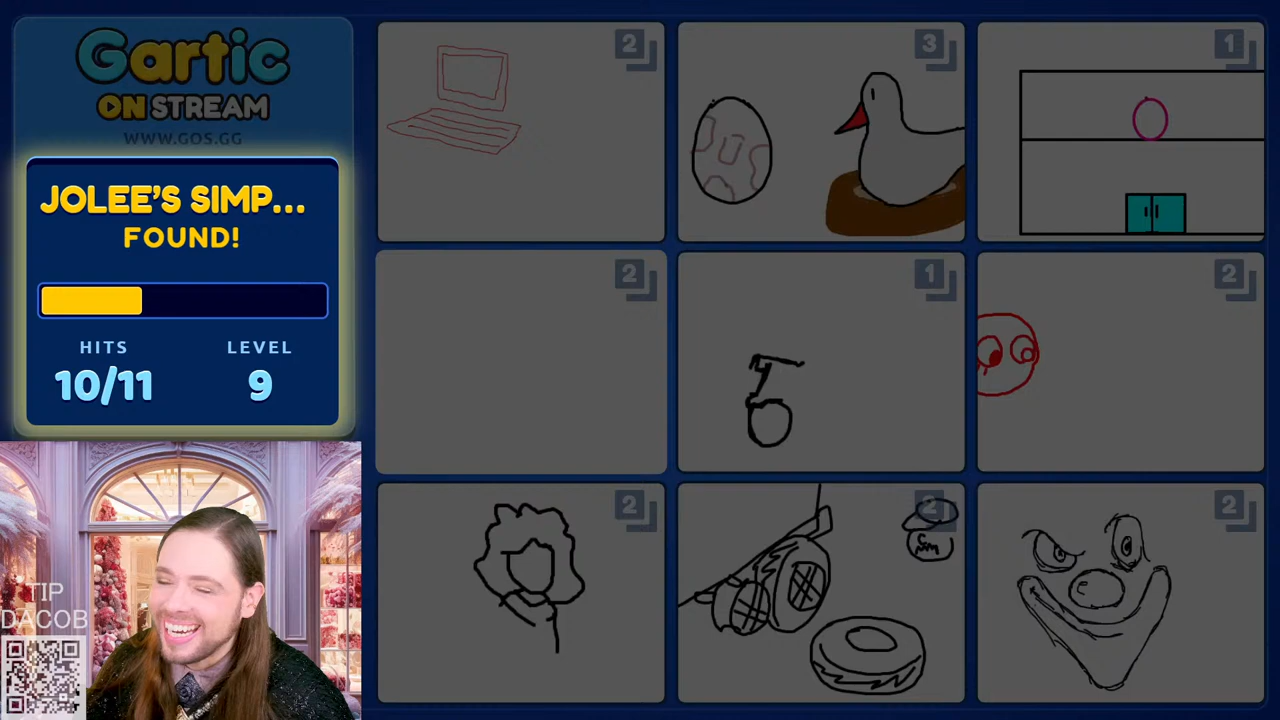 Gartic
ON STREAM
WWW.GOS.GG
JOLEE'S SIMP...
FOUND!
HITS
LEVEL
10/11
9
TIP
DACOB
2
3
1
2
1
2
2
2
Sm
2